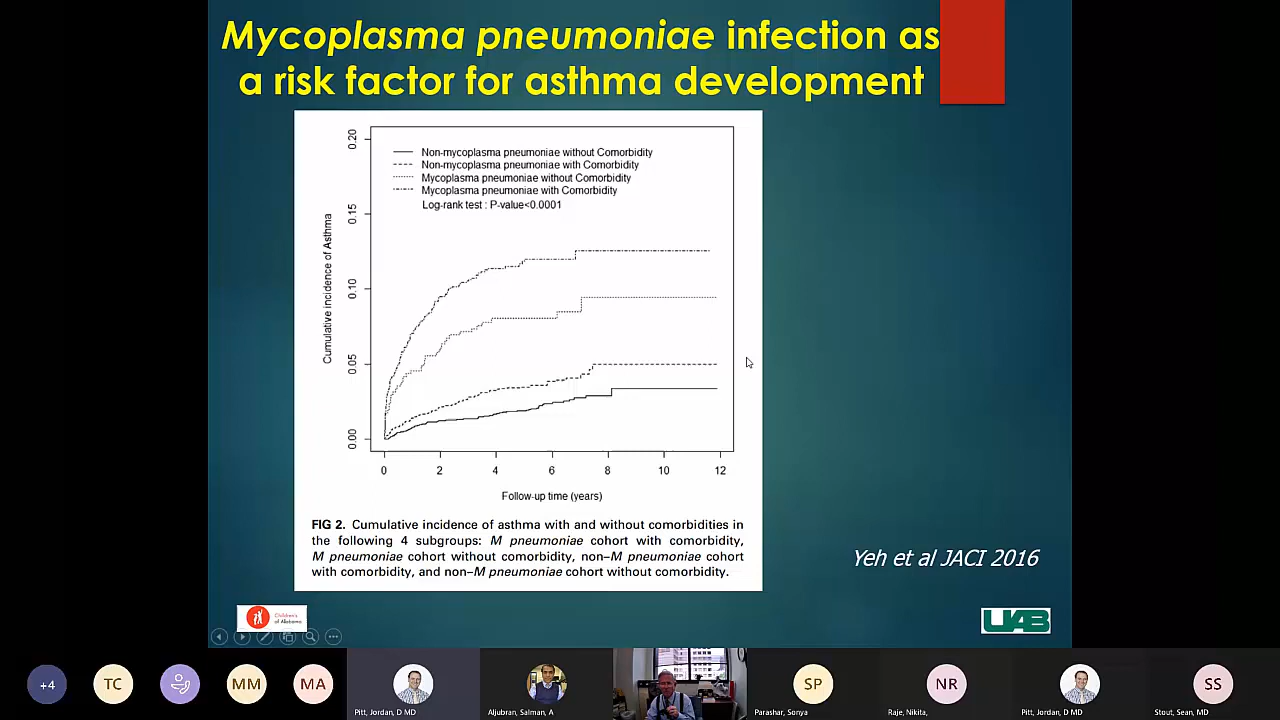 Mycoplasma pneumoniae infection as
a risk factor for asthma development
0.20
0.15
0.10
0.05
0.00
Cumulative incidence of Asthma
Non-mycoplasma pneumoniae without Comorbidity
Non-mycoplasma pneumoniae with Comorbidity
Mycoplasma pneumoniae without Comorbidity
Mycoplasma pneumoniae with Comorbidity
Log-rank test : P-value<0.0001
0 2 4 6 8 10 12
Follow-up time (years)
FIG 2. Cumulative incidence of asthma with and without comorbidities in
the following 4 subgroups: M pneumoniae cohort with comorbidity,
M pneumoniae cohort without comorbidity, non–M pneumoniae cohort
with comorbidity, and non–M pneumoniae cohort without comorbidity.
Yeh et al JACI 2016
Children's
of Alabama
UAB
+4
TC
MM
MA
Pitt, Jordan, D MD
Aljubran, Salman, A
SP
Parashar, Sonya
NR
Raje, Nikita,
Pitt, Jordan, D MD
SS
Stout, Sean, MD